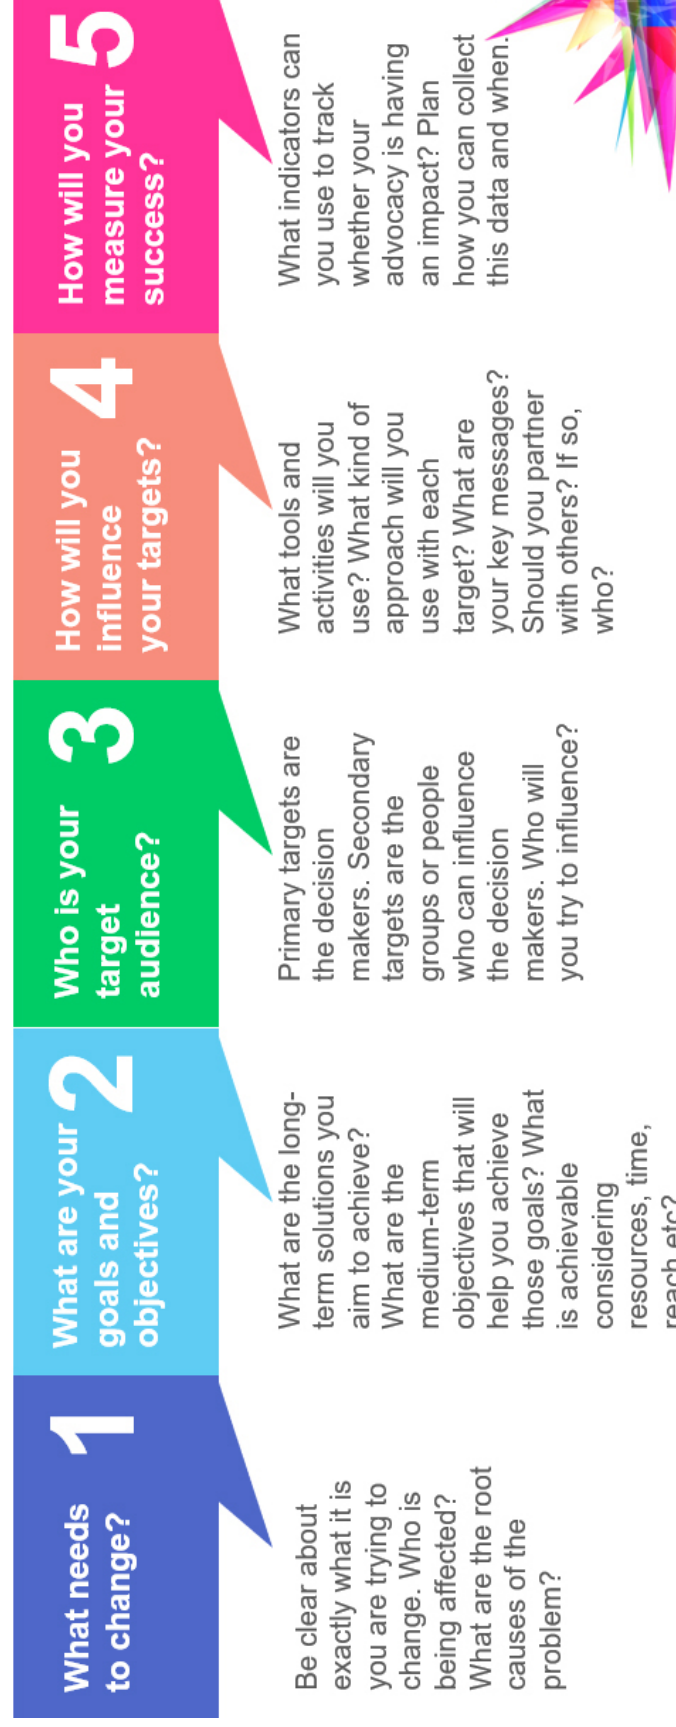 What needs
to change?
1
Be clear about
exactly what it is
you are trying to
change. Who is
being affected?
What are the root
causes of the
problem?
What are your
goals and
objectives?
2
What are the long-
term solutions you
aim to achieve?
What are the
medium-term
objectives that will
help you achieve
those goals? What
is achievable
considering
resources, time,
reach etc?
Who is your
target
audience?
3
Primary targets are
the decision
makers. Secondary
targets are the
groups or people
who can influence
the decision
makers. Who will
you try to influence?
How will you
influence
your targets?
4
What tools and
activities will you
use? What kind of
approach will you
use with each
target? What are
your key messages?
Should you partner
with others? If so,
who?
How will you
measure your
success?
5
What indicators can
you use to track
whether your
advocacy is having
an impact? Plan
how you can collect
this data and when.